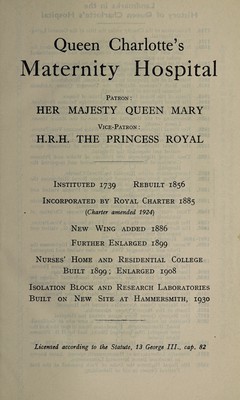 Queen Charlotte's
Maternity Hospital
Patron:
HER MAJESTY QUEEN MARY
Vice-Patron:
H.R.H. THE PRINCESS ROYAL
Instituted 1739 Rebuilt 1856
Incorporated by Royal Charter 1885
(Charter amended 1924)
New Wing added 1886
Further Enlarged 1899
Nurses' Home and Residential College
Built 1899; Enlarged 1908
Isolation Block and Research Laboratories
Built on New Site at Hammersmith, 1930
Licensed according to the Statute, 13 George III., cap. 82